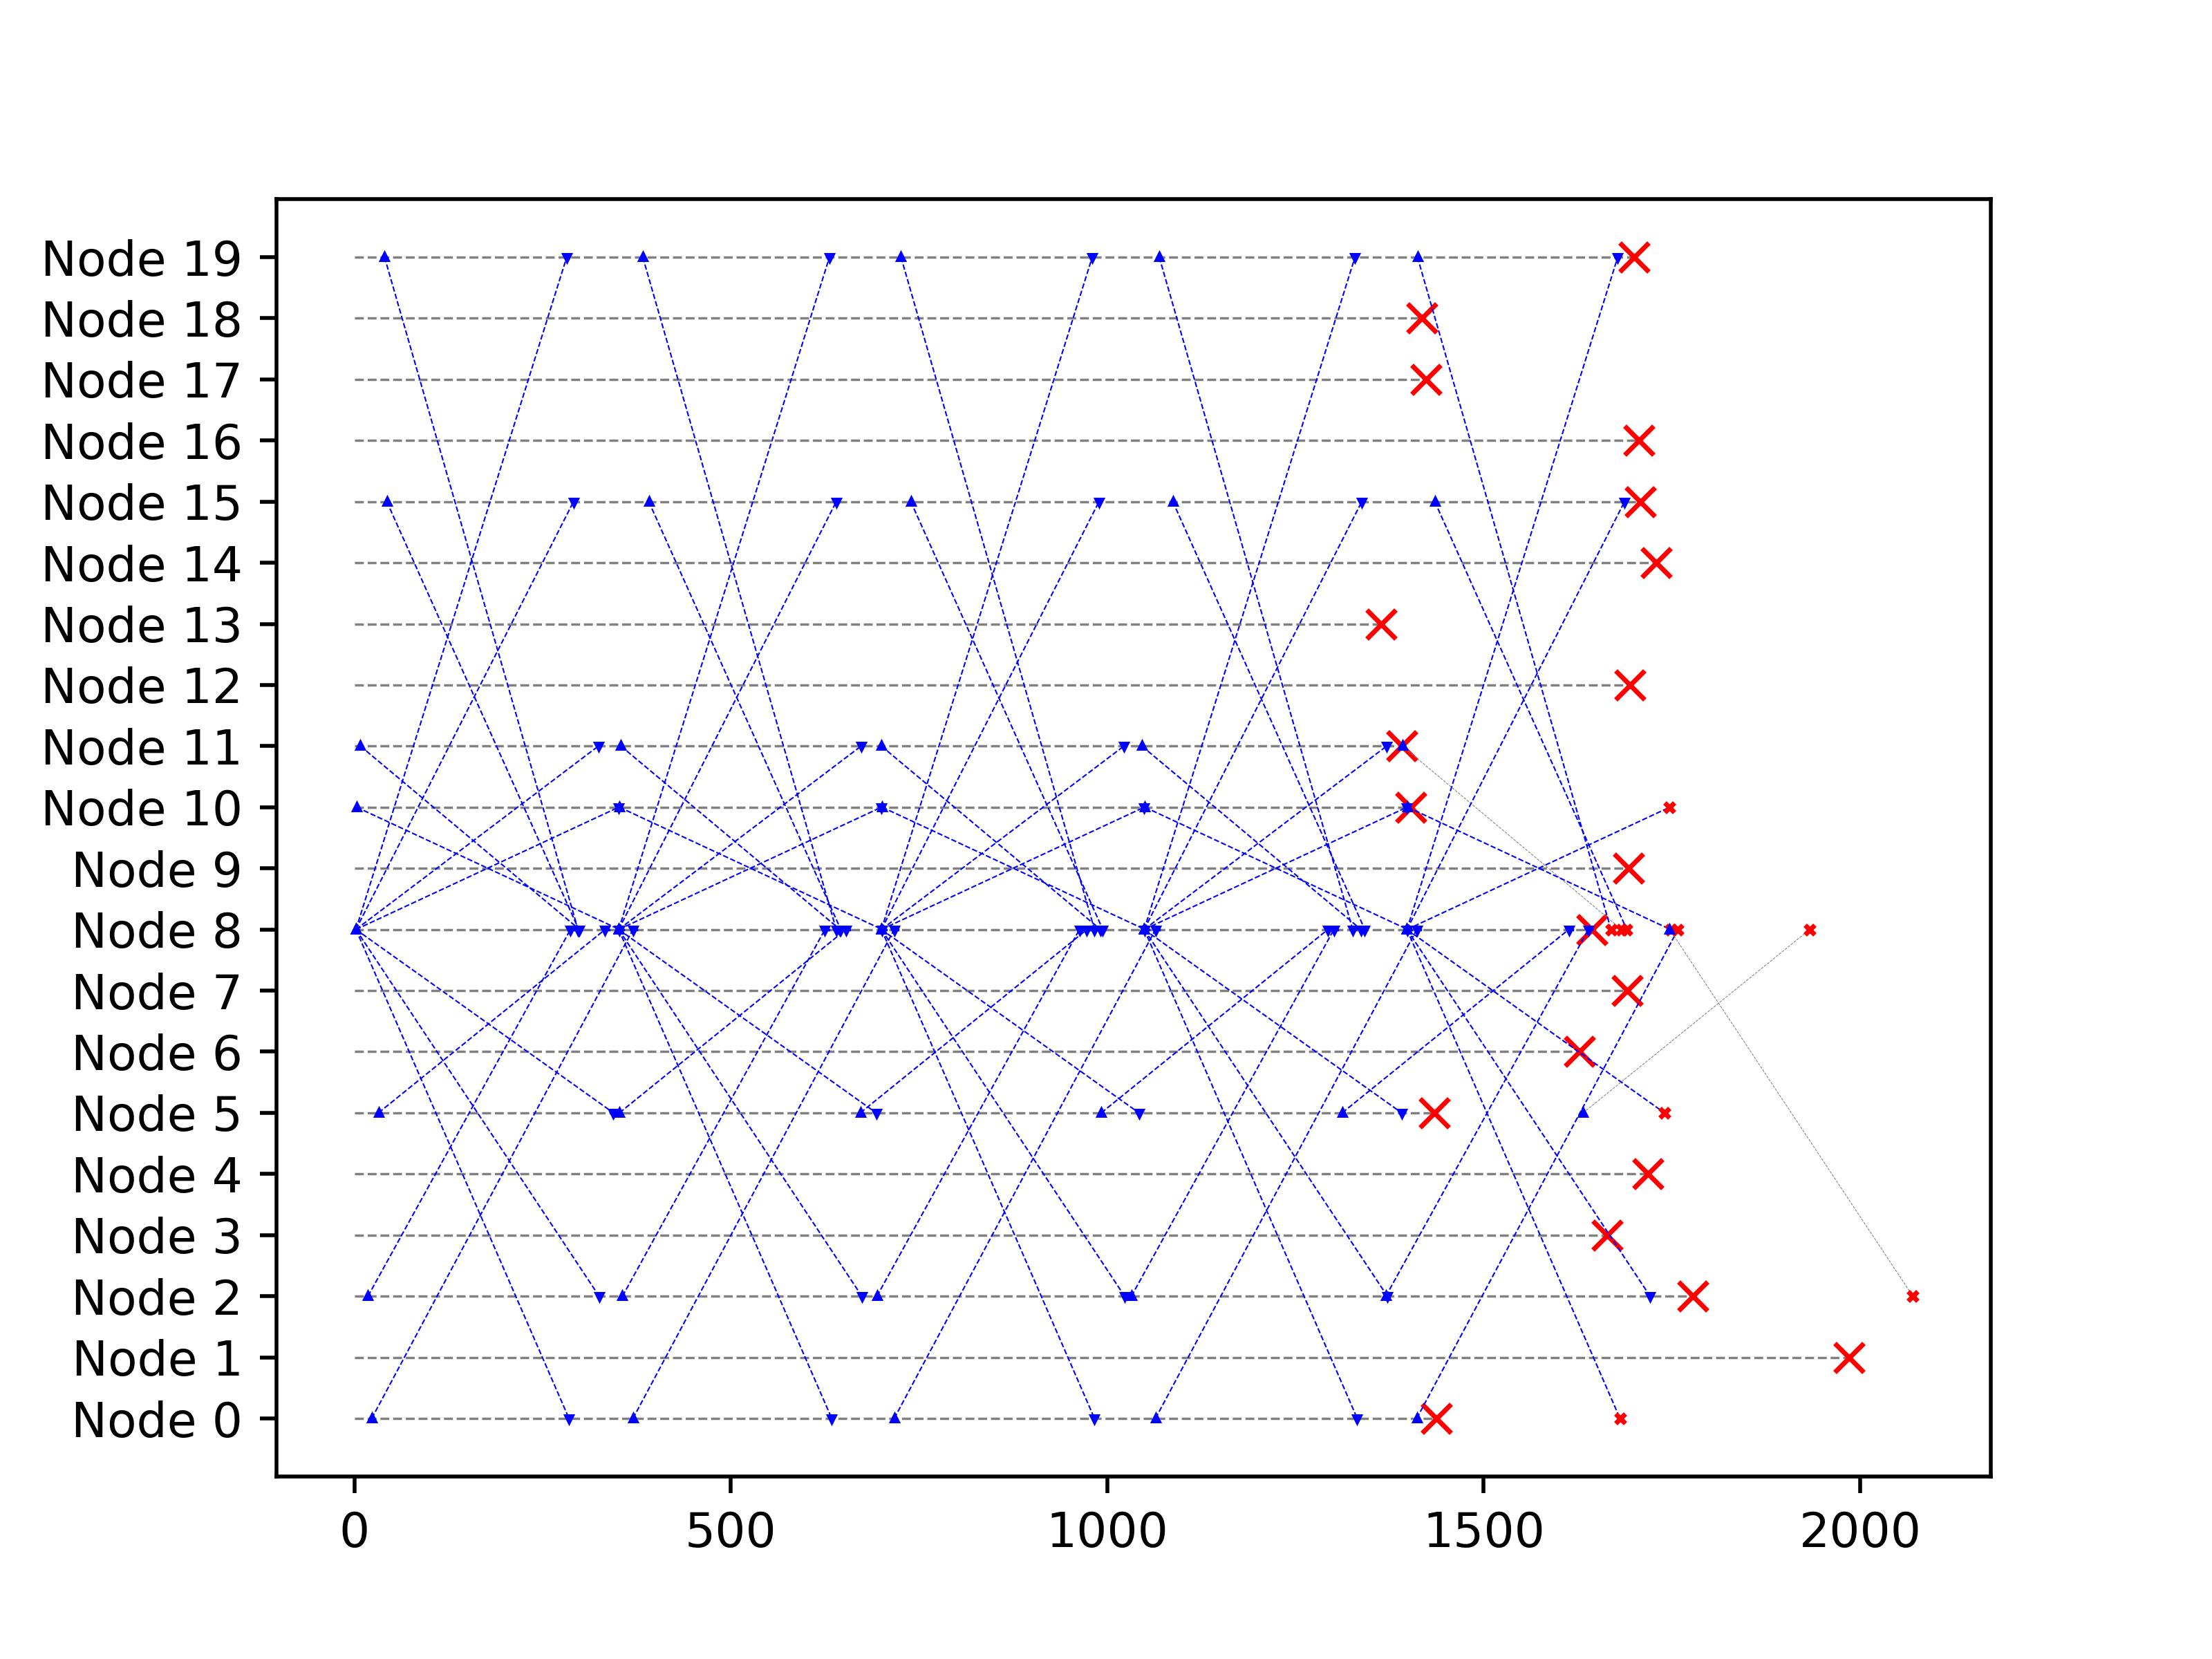 Node 19
Node 18
Node 17
Node 16
Node 15
Node 14
Node 13
Node 12
Node 11
Node 10
Node 9
Node 8
Node 7
Node 6
Node 5
Node 4
Node 3
Node 2
Node 1
Node 0
0 500 1000 1500 2000